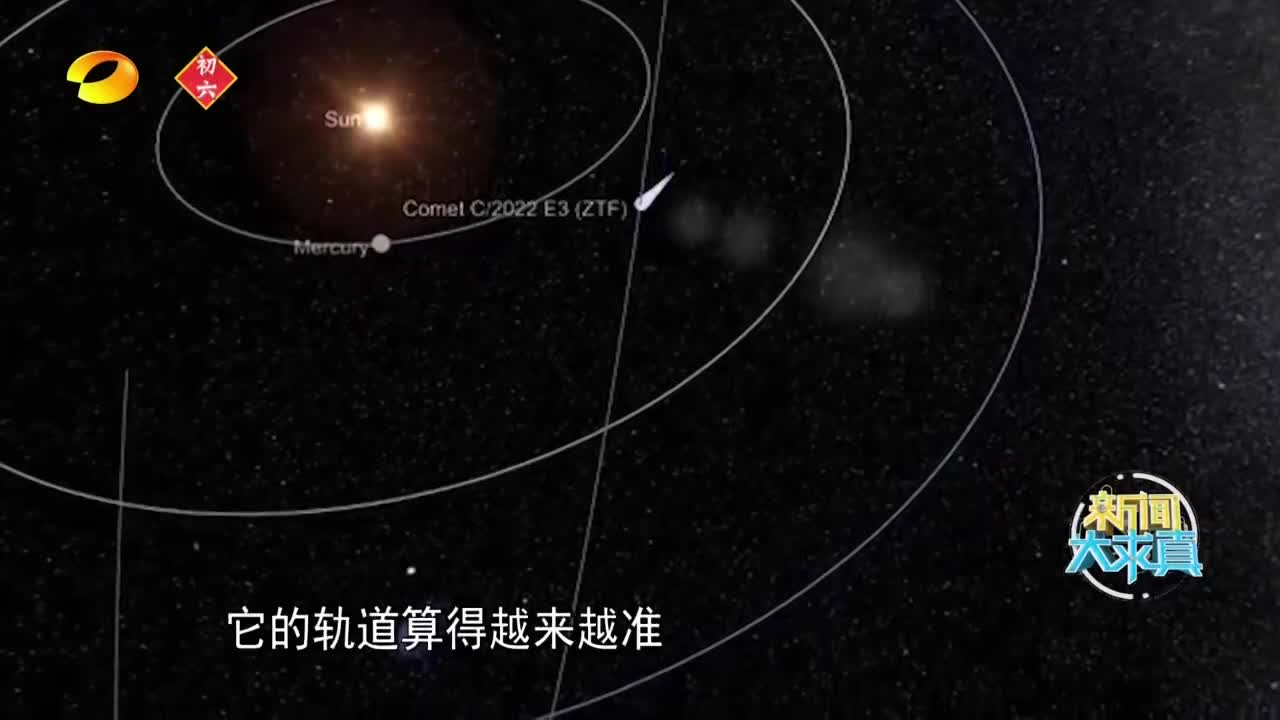 初六
Sun
Comet C/2022 E3 (ZTF)
Mercury
新闻
大求真
它的轨道算得越来越准